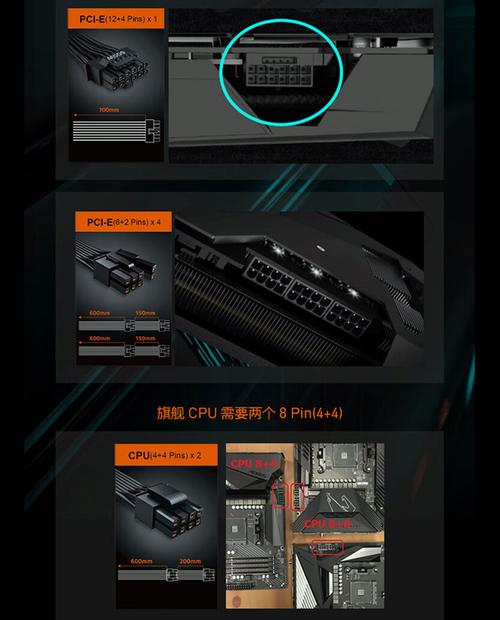 PCI-E(12+4 Pins) x 1
700mm
PCI-E(6+2 Pins) x 4
600mm 150mm
600mm 150mm
旗舰 CPU 需要两个 8 Pin(4+4)
CPU(4+4 Pins) x 2
CPU 8+8
600mm 200mm
CPU 8+8